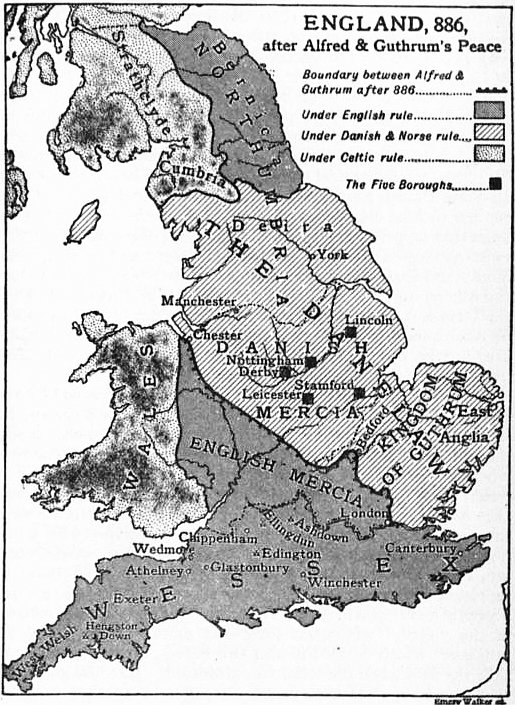 ENGLAND, 886,
after Alfred & Guthrum's Peace
Boundary between Alfred &
Guthrum after 886
Under English rule
Under Danish & Norse rule
Under Celtic rule
The Five Boroughs
Strathclyde
Bernicia
NORTHUMBRIA
Cumbria
Deira
THE DANELAW
York
Manchester
Lincoln
Chester
DANISH
Nottingham
Derby
Stamford
Leicester
MERCIA
WALES
KINGDOM
OF GUTHRUM
East
Anglia
Bedford
ENGLISH MERCIA
London
Chippenham
Ellingdun
Ashdown
Wedmore
Edington
Canterbury
Athelney
Glastonbury
WESSEX
Winchester
Exeter
Hengston
Down
West Welsh
Emery Walker sc.